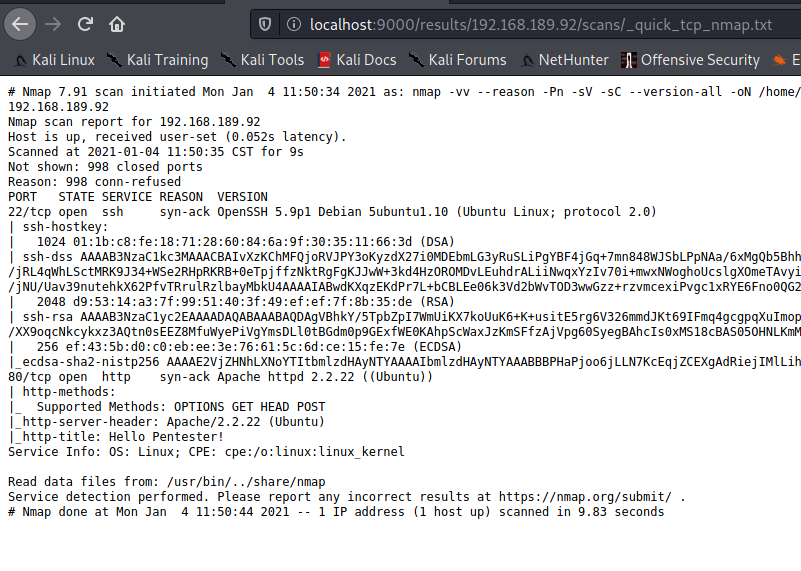 localhost:9000/results/192.168.189.92/scans/_quick_tcp_nmap.txt
Kali Linux Kali Training Kali Tools Kali Docs Kali Forums NetHunter Offensive Security E
# Nmap 7.91 scan initiated Mon Jan  4 11:50:34 2021 as: nmap -vv --reason -Pn -sV -sC --version-all -oN /home/
192.168.189.92
Nmap scan report for 192.168.189.92
Host is up, received user-set (0.052s latency).
Scanned at 2021-01-04 11:50:35 CST for 9s
Not shown: 998 closed ports
Reason: 998 conn-refused
PORT   STATE SERVICE REASON  VERSION
22/tcp open  ssh     syn-ack OpenSSH 5.9p1 Debian 5ubuntu1.10 (Ubuntu Linux; protocol 2.0)
| ssh-hostkey:
|   1024 01:1b:c8:fe:18:71:28:60:84:6a:9f:30:35:11:66:3d (DSA)
| ssh-dss AAAAB3NzaC1kc3MAAACBAIvXzKChMFQjoRVJPY3oKyzdX27i0MDEbmLG3yRuSLiPgYBF4jGq+7mn848WJSbLPpNAa/6xMgQb5Bhh
/jRL4qWhLSctMRK9J34+WSe2RHpRKRB+0eTpjffzNktRgFgKJJwW+3kd4HzOROMDvLEuhdrALiiNwqxYzIv70i+mwxNWoghoUcslgXOmeTAvyi
/jNU/Uav39nutehkX62PfvTRrulRzlbayMbkU4AAAAIABwdKXqzEKdPr7L+bCBLEe06k3Vd2bWvTOD3wwGzz+rzvmcexiPvgc1xRYE6Fno0QG2
|   2048 d9:53:14:a3:7f:99:51:40:3f:49:ef:ef:7f:8b:35:de (RSA)
| ssh-rsa AAAAB3NzaC1yc2EAAAADAQABAAABAQDAgVBhkY/5TpbZpI7WmUiKX7koUuK6+K+usitE5rg6V326mmdJKt69IFmq4gcgpqXuImop
/XX9oqcNkcykxz3AQtn0sEEZ8MfuWyePiVgYmsDLl0tBGdm0p9GExfWE0KAhpScWaxJzKmSFfzAjVpg60SyegBAhcIs0xMS18cBAS05OHNLKmM
|   256 ef:43:5b:d0:c0:eb:ee:3e:76:61:5c:6d:ce:15:fe:7e (ECDSA)
|_ecdsa-sha2-nistp256 AAAAE2VjZHNhLXNoYTItbmlzdHAyNTYAAAAIbmlzdHAyNTYAAABBBPHaPjoo6jLLN7KcEqjZCEXgAdRiejIMlLih
80/tcp open  http    syn-ack Apache httpd 2.2.22 ((Ubuntu))
| http-methods:
|_  Supported Methods: OPTIONS GET HEAD POST
|_http-server-header: Apache/2.2.22 (Ubuntu)
|_http-title: Hello Pentester!
Service Info: OS: Linux; CPE: cpe:/o:linux:linux_kernel
Read data files from: /usr/bin/../share/nmap
Service detection performed. Please report any incorrect results at https://nmap.org/submit/ .
# Nmap done at Mon Jan  4 11:50:44 2021 -- 1 IP address (1 host up) scanned in 9.83 seconds